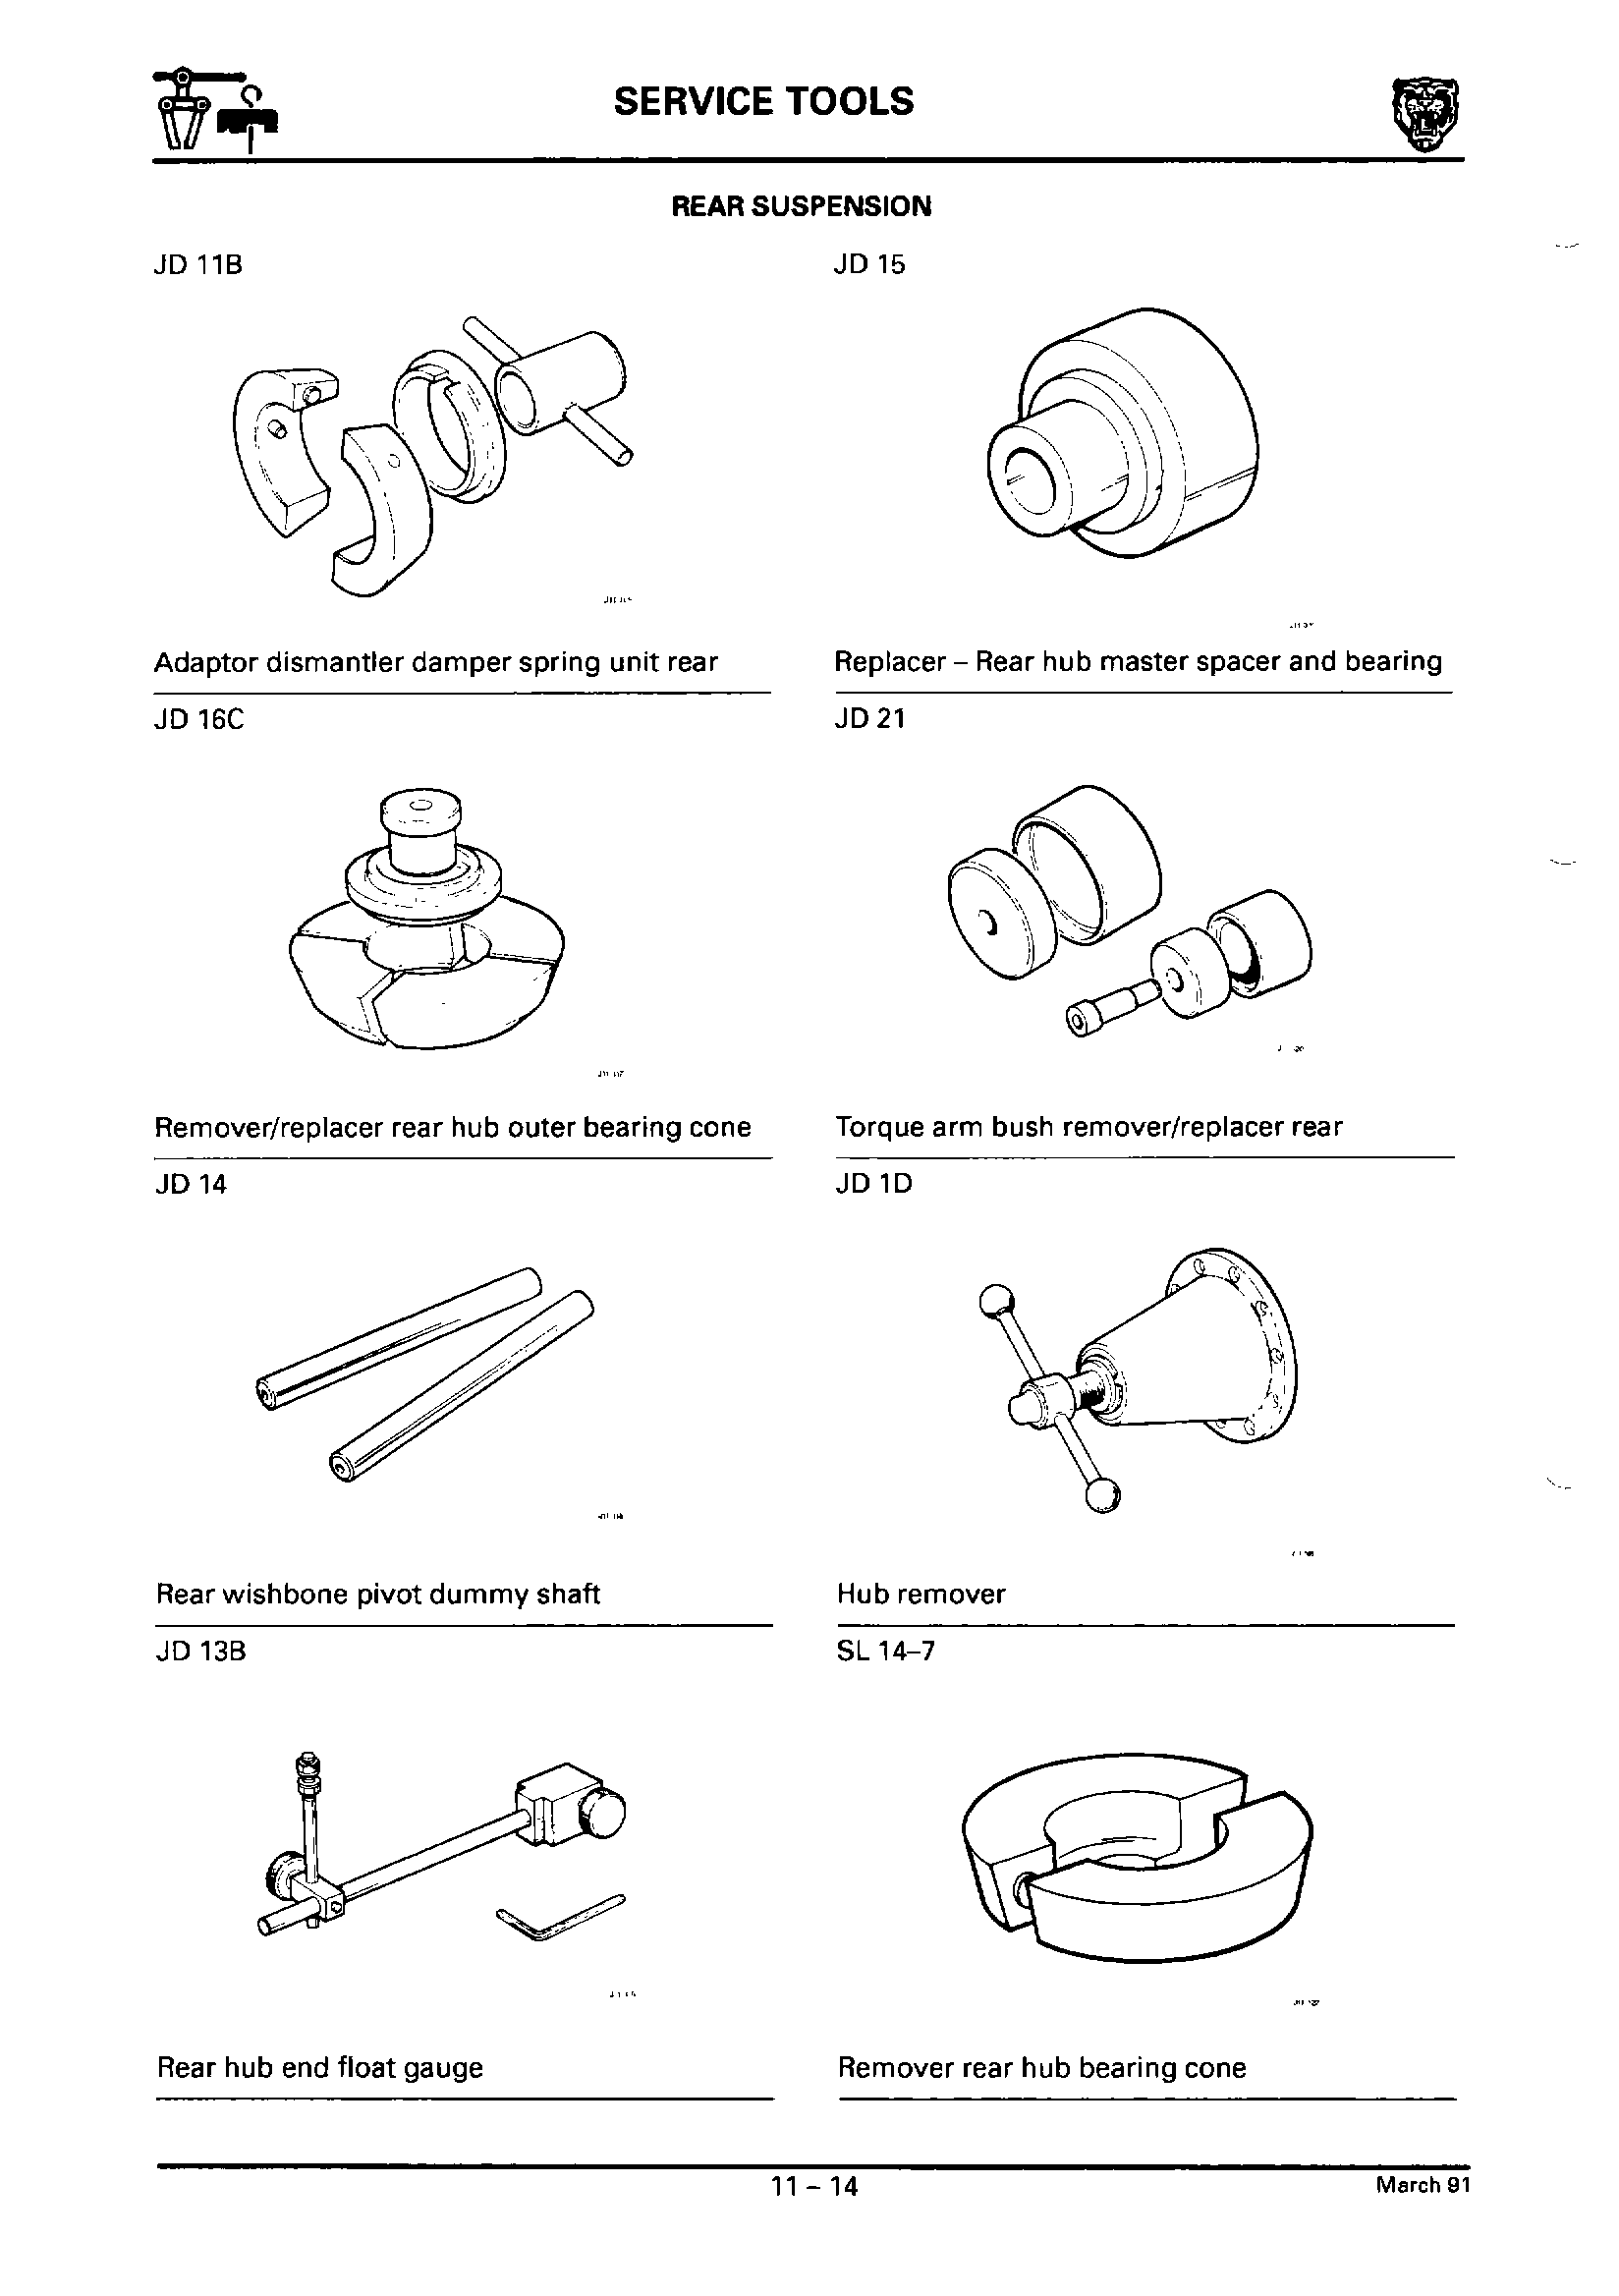 SERVICE TOOLS
REAR SUSPENSION
JD 11B
JD 15
Adaptor dismantler damper spring unit rear
Replacer – Rear hub master spacer and bearing
JD 16C
JD 21
Remover/replacer rear hub outer bearing cone
Torque arm bush remover/replacer rear
JD 14
JD 1D
Rear wishbone pivot dummy shaft
Hub remover
JD 13B
SL 14–7
Rear hub end float gauge
Remover rear hub bearing cone
11 – 14
March 91